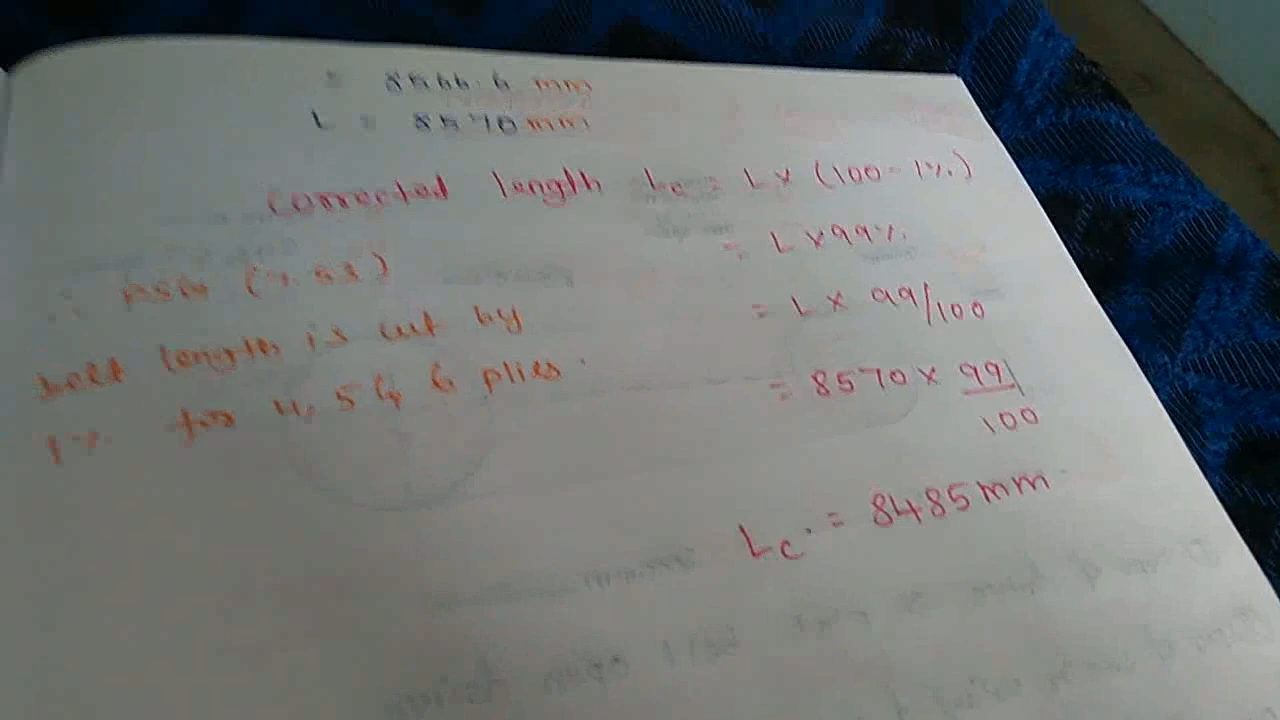 = 8566.6 mm
L = 8570 mm
Corrected length Lc = L x (100 - 1%)
= L x 99%
∴ PSG (7.53)
= L x 99/100
belt length is cut by
1% for 4, 5 & 6 plies.
= 8570 x 99/100
Lc = 8485 mm